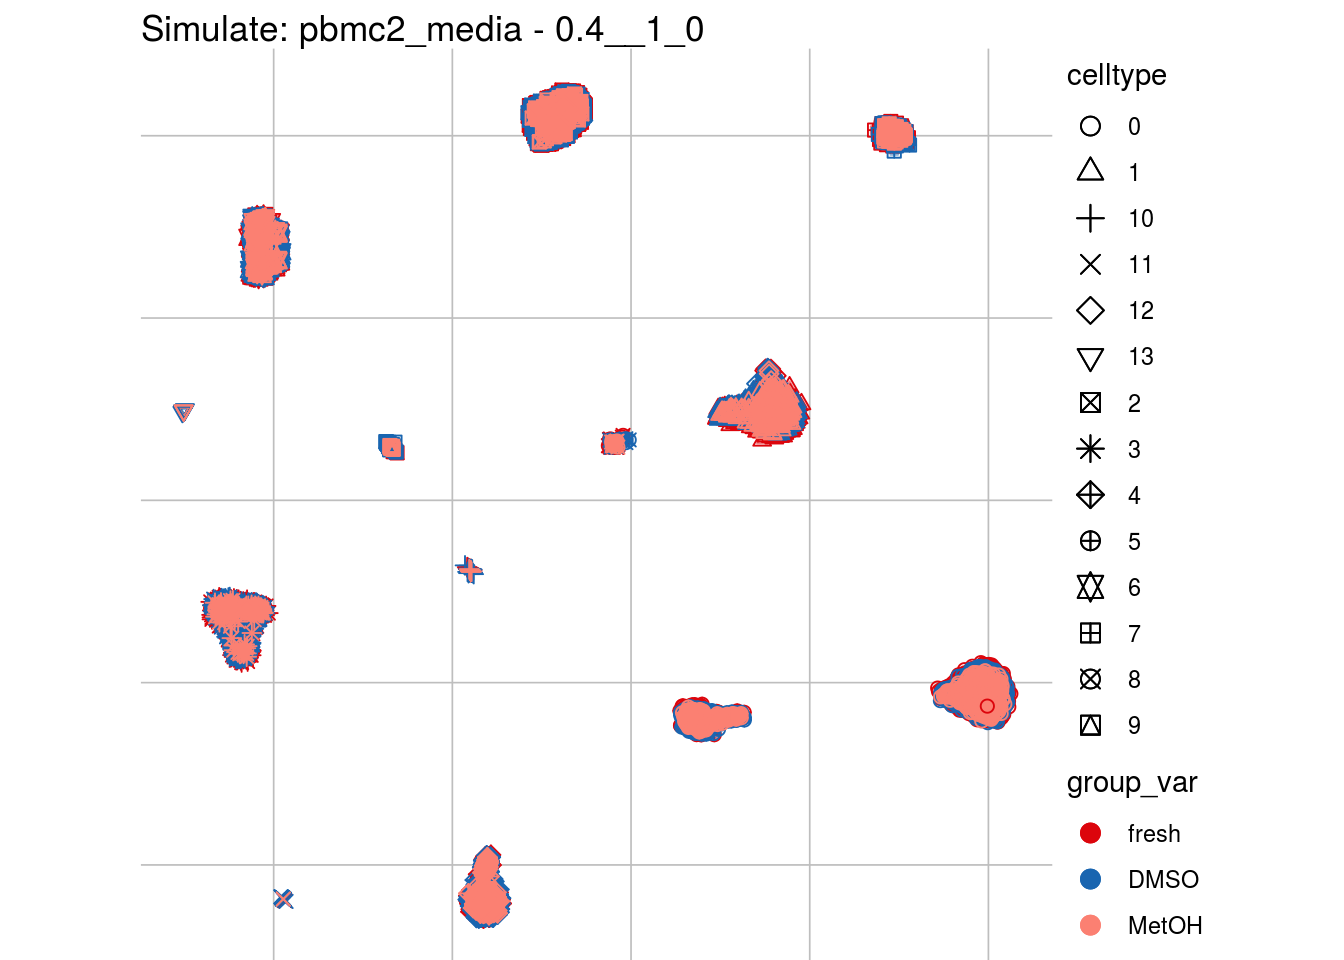 Simulate: pbmc2_media - 0.4__1_0
celltype
0
1
10
11
12
13
2
3
4
5
6
7
8
9
group_var
fresh
DMSO
MetOH